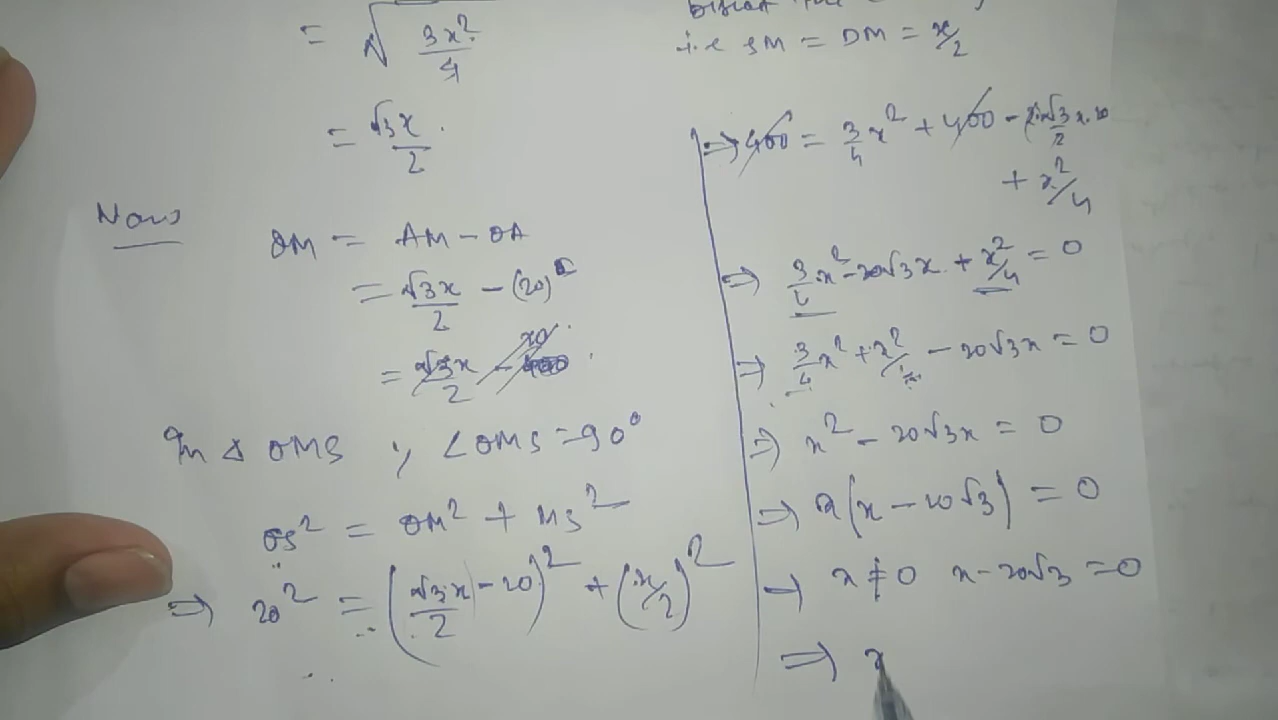 = √3x²/4
= √3x/2
Now
OM = AM - OA
= √3x/2 - (20)
In Δ OMS , ∠OMS = 90°
OS² = OM² + MS²
⇒ 20² = (√3x/2 - 20)² + (x/2)²
i.e SM = DM = x/2
⇒ 400 = 3/4 x² + 400 - 2·√3/2 x·20
+ x²/4
⇒ 3/4 x² - 20√3x + x²/4 = 0
⇒ 3/4 x² + x²/4 - 20√3x = 0
⇒ x² - 20√3x = 0
⇒ x(x - 20√3) = 0
→ x ≠ 0 x - 20√3 = 0
⇒ x